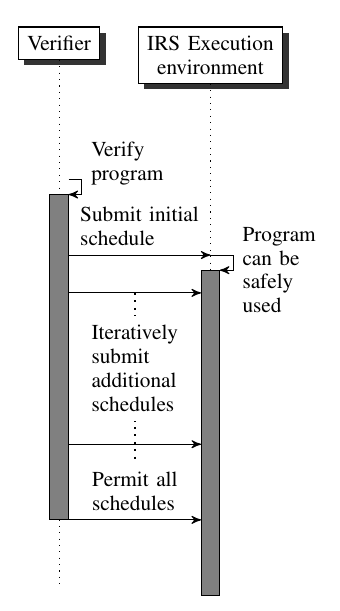 Verifier
IRS Execution
environment
Verify
program
Submit initial
schedule
Program
can be
safely
used
Iteratively
submit
additional
schedules
Permit all
schedules